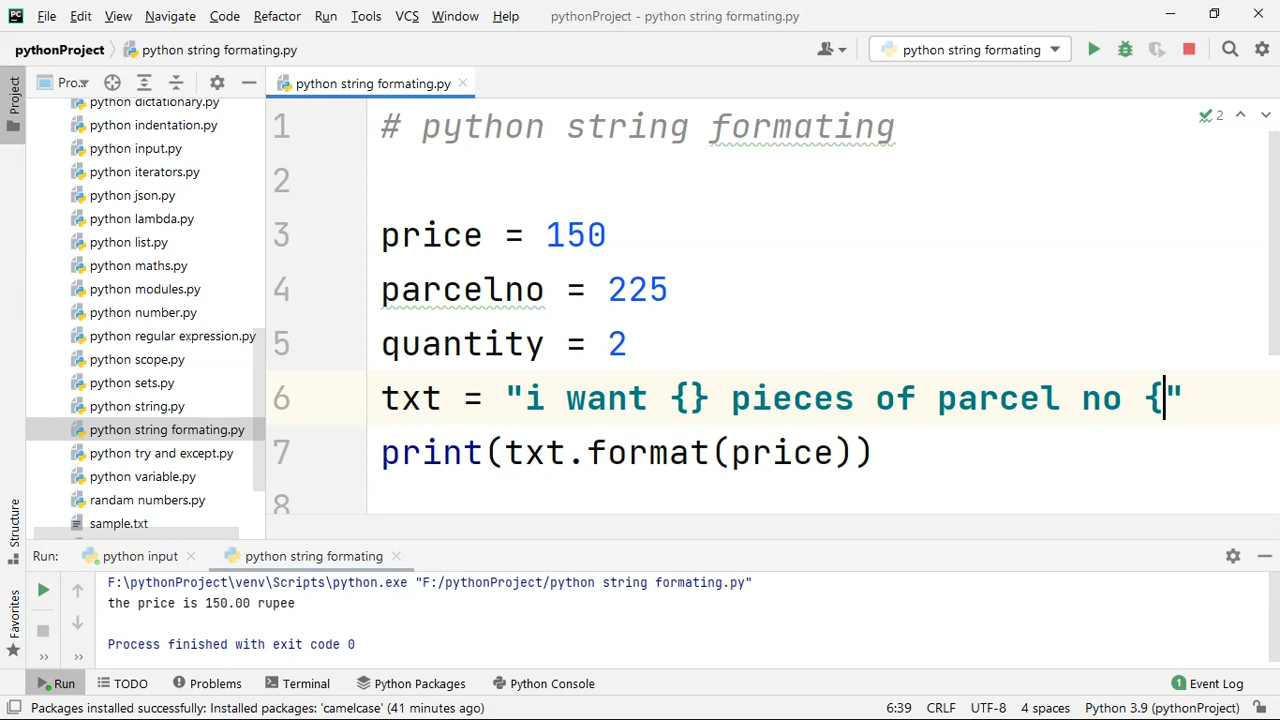 PC File Edit View Navigate Code Refactor Run Tools VCS Window Help pythonProject - python string formating.py
pythonProject python string formating.py python string formating
Project
Pro... python string formating.py
python dictationary.py
python indentation.py
python input.py
python iterators.py
python json.py
python lambda.py
python list.py
python maths.py
python modules.py
python number.py
python regular expression.py
python scope.py
python sets.py
python string.py
python string formating.py
python try and except.py
python variable.py
randam numbers.py
sample.txt
2
1 # python string formating
2
3 price = 150
4 parcelno = 225
5 quantity = 2
6 txt = "i want {} pieces of parcel no {"
7 print(txt.format(price))
8
Structure
Favorites
Run: python input python string formating
F:\pythonProject\venv\Scripts\python.exe "F:/pythonProject/python string formating.py"
the price is 150.00 rupee
Process finished with exit code 0
Run TODO Problems Terminal Python Packages Python Console 1 Event Log
Packages installed successfully: Installed packages: 'camelcase' (41 minutes ago) 6:39 CRLF UTF-8 4 spaces Python 3.9 (pythonProject)